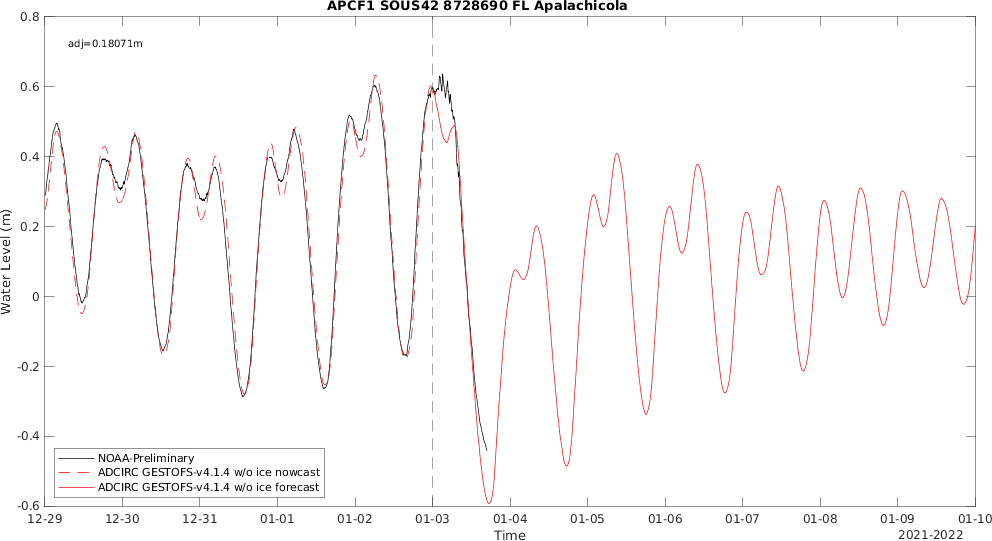 APCF1 SOUS42 8728690 FL Apalachicola
adj=0.18071m
0.8
0.6
0.4
0.2
0
-0.2
-0.4
-0.6
Water Level (m)
NOAA-Preliminary
ADCIRC GESTOFS-v4.1.4 w/o ice nowcast
ADCIRC GESTOFS-v4.1.4 w/o ice forecast
12-29 12-30 12-31 01-01 01-02 01-03 01-04 01-05 01-06 01-07 01-08 01-09 01-10
Time
2021-2022